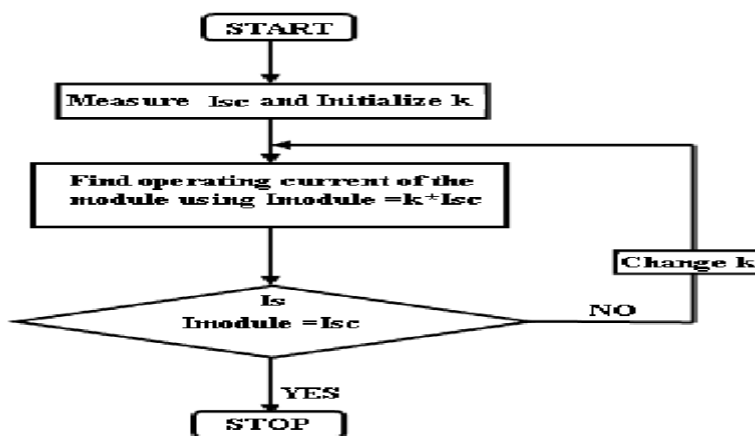 START
Measure Isc and Initialize k
Find operating current of the
module using Imodule =k*Isc
Change k
Is
Imodule =Isc
NO
YES
STOP